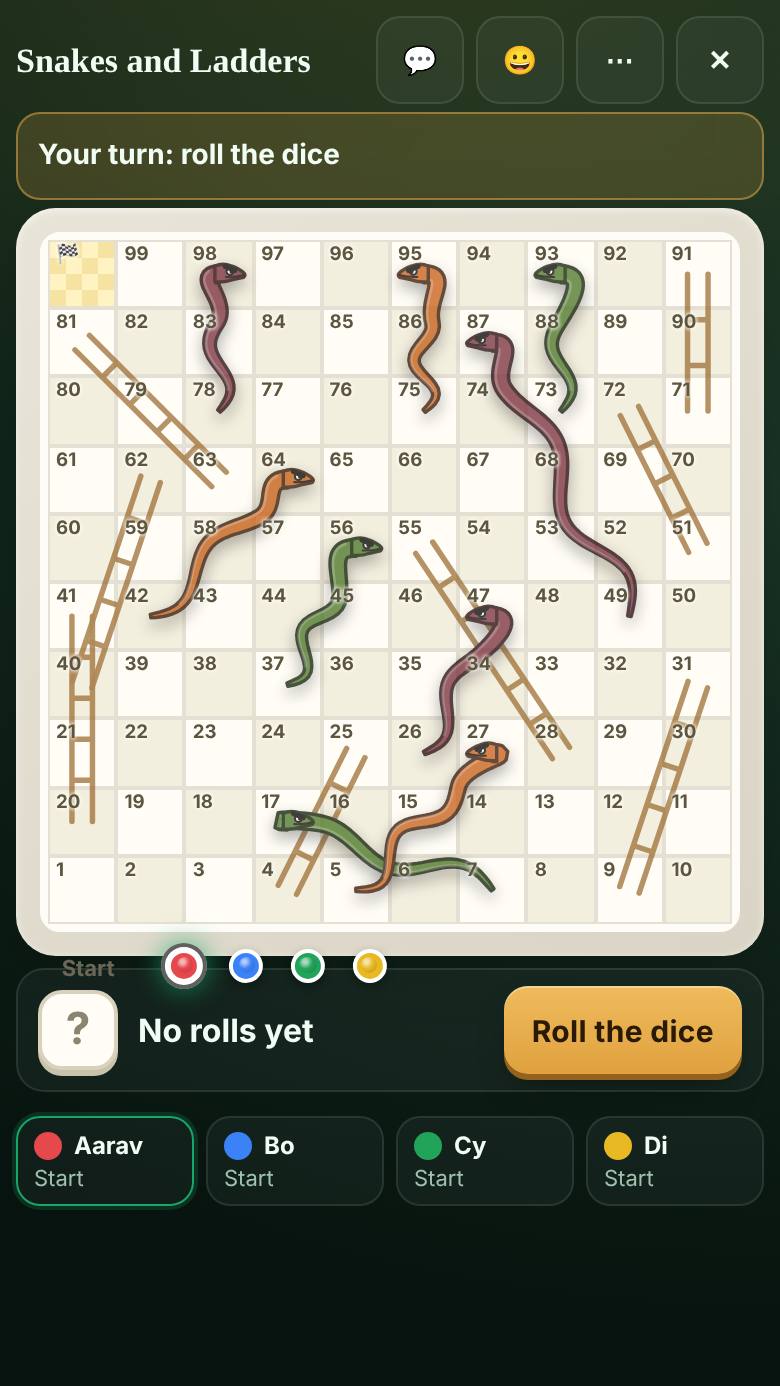 Snakes and Ladders
Your turn: roll the dice
99 98 97 96 95 94 93 92 91
81 82 83 84 85 86 87 88 89 90
80 79 78 77 76 75 74 73 72 71
61 62 63 64 65 66 67 68 69 70
60 59 58 57 56 55 54 53 52 51
41 42 43 44 45 46 47 48 49 50
40 39 38 37 36 35 34 33 32 31
21 22 23 24 25 26 27 28 29 30
20 19 18 17 16 15 14 13 12 11
1 2 3 4 5 6 7 8 9 10
Start
?
No rolls yet
Roll the dice
Aarav Bo Cy Di
Start Start Start Start